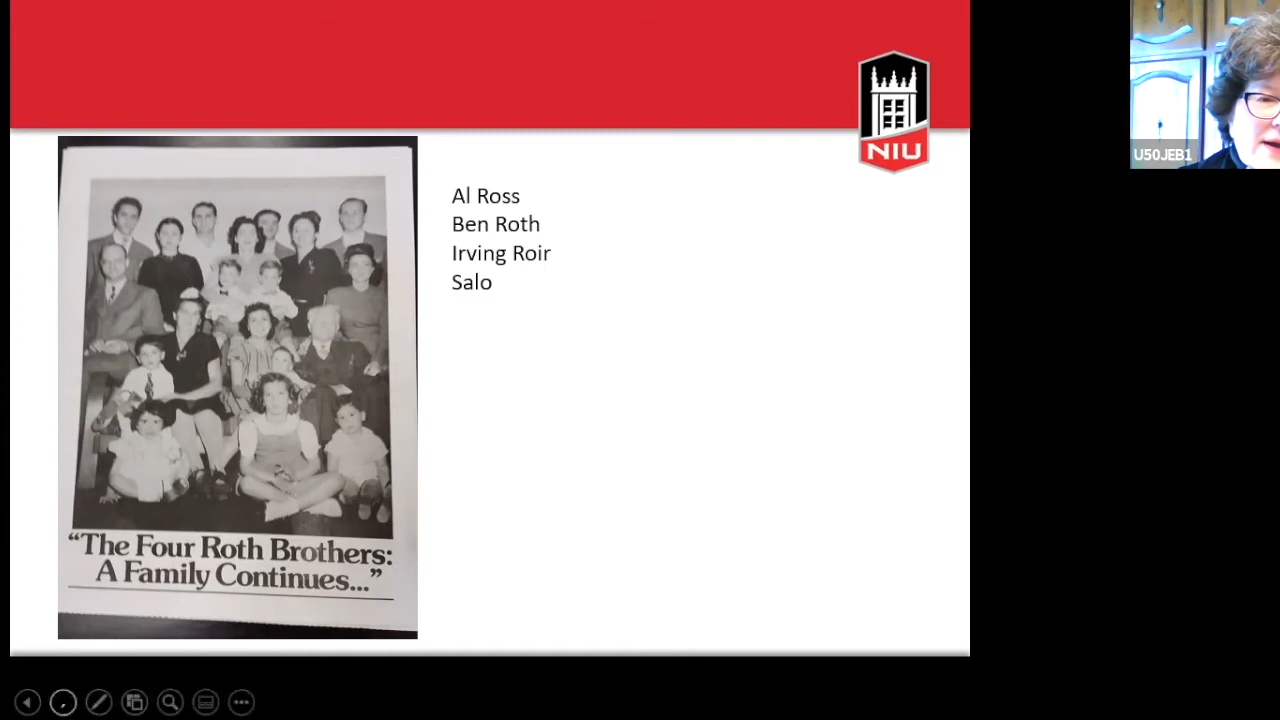 NIU
Al Ross
Ben Roth
Irving Roir
Salo
“The Four Roth Brothers:
A Family Continues...”
U50JEB1